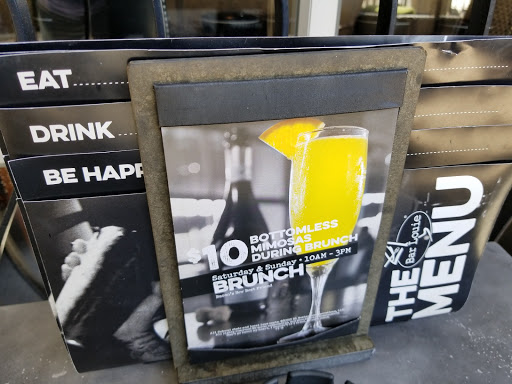 EAT
DRINK
BE HAPP
$10 BOTTOMLESS
MIMOSAS
DURING BRUNCH
Saturday & Sunday • 10AM - 3PM
BRUNCH
THE Bar Louie
MENU